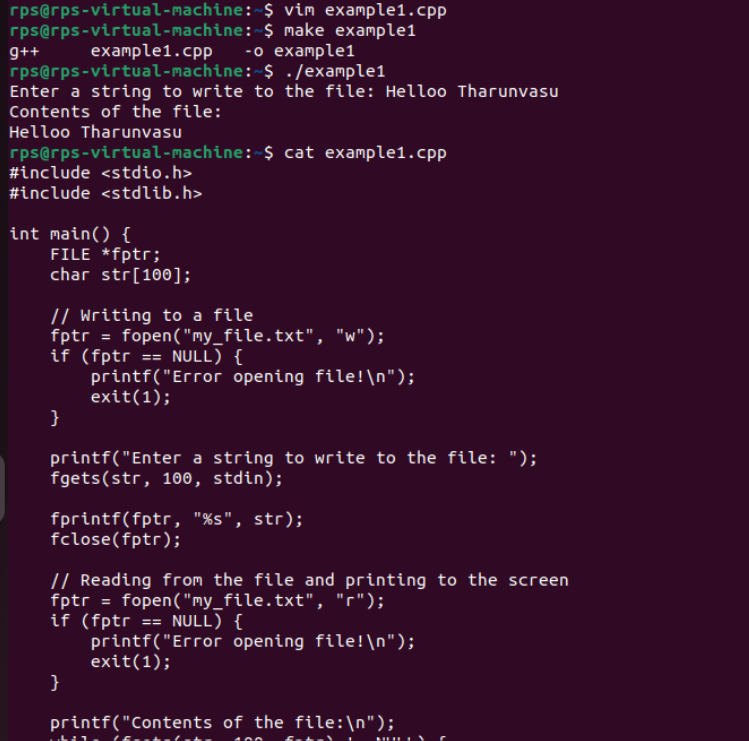 rps@rps-virtual-machine:~$ vim example1.cpp
rps@rps-virtual-machine:~$ make example1
g++     example1.cpp   -o example1
rps@rps-virtual-machine:~$ ./example1
Enter a string to write to the file: Helloo Tharunvasu
Contents of the file:
Helloo Tharunvasu
rps@rps-virtual-machine:~$ cat example1.cpp
#include <stdio.h>
#include <stdlib.h>

int main() {
    FILE *fptr;
    char str[100];

    // Writing to a file
    fptr = fopen("my_file.txt", "w");
    if (fptr == NULL) {
        printf("Error opening file!\n");
        exit(1);
    }

    printf("Enter a string to write to the file: ");
    fgets(str, 100, stdin);

    fprintf(fptr, "%s", str);
    fclose(fptr);

    // Reading from the file and printing to the screen
    fptr = fopen("my_file.txt", "r");
    if (fptr == NULL) {
        printf("Error opening file!\n");
        exit(1);
    }

    printf("Contents of the file:\n");